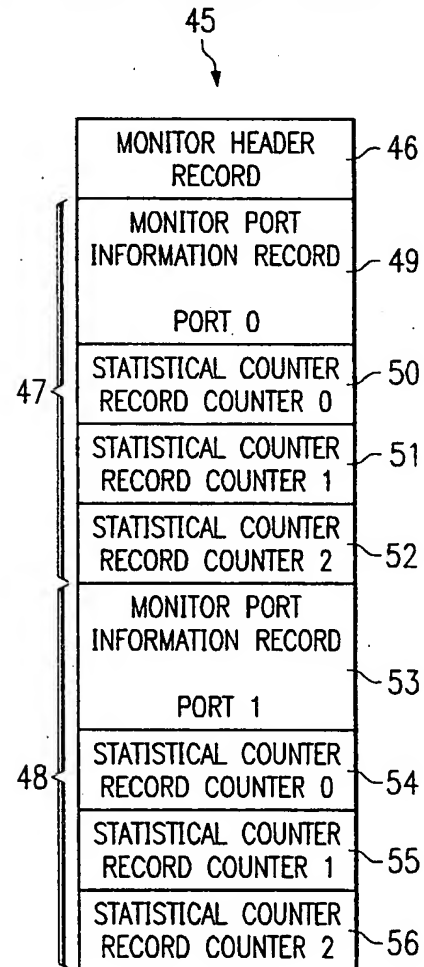 45
MONITOR HEADER
RECORD
46
MONITOR PORT
INFORMATION RECORD
49
PORT 0
47
STATISTICAL COUNTER
RECORD COUNTER 0
50
STATISTICAL COUNTER
RECORD COUNTER 1
51
STATISTICAL COUNTER
RECORD COUNTER 2
52
MONITOR PORT
INFORMATION RECORD
53
PORT 1
48
STATISTICAL COUNTER
RECORD COUNTER 0
54
STATISTICAL COUNTER
RECORD COUNTER 1
55
STATISTICAL COUNTER
RECORD COUNTER 2
56